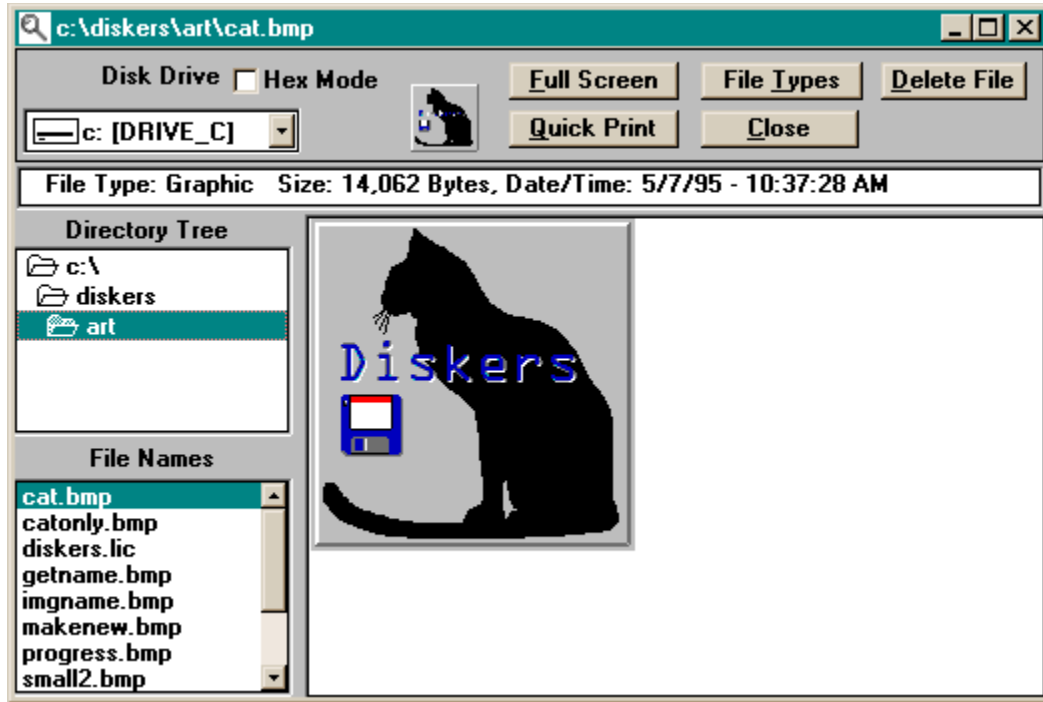 c:\diskers\art\cat.bmp
Disk Drive
Hex Mode
Full Screen
File Types
Delete File
c: [DRIVE_C]
Quick Print
Close
File Type: Graphic Size: 14,062 Bytes, Date/Time: 5/7/95 - 10:37:28 AM
Directory Tree
c:\
diskers
art
Diskers
File Names
cat.bmp
catonly.bmp
diskers.lic
getname.bmp
imgname.bmp
makenew.bmp
progress.bmp
small2.bmp